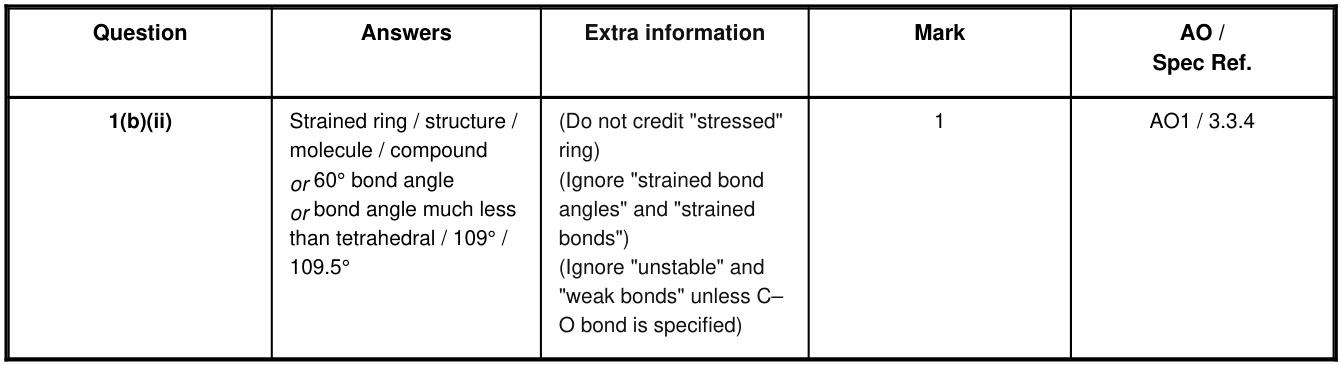 Question
Answers
Extra information
Mark
AO /
Spec Ref.
1(b)(ii)
Strained ring / structure /
molecule / compound
or 60° bond angle
or bond angle much less
than tetrahedral / 109° /
109.5°
(Do not credit "stressed"
ring)
(Ignore "strained bond
angles" and "strained
bonds")
(Ignore "unstable" and
"weak bonds" unless C–
O bond is specified)
1
AO1 / 3.3.4